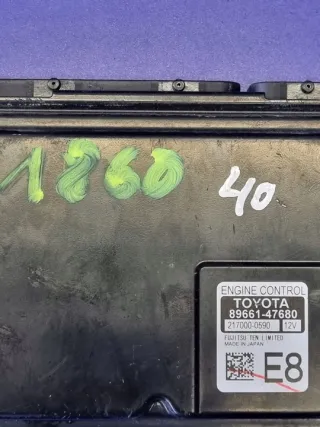 1860
40
ENGINE CONTROL
TOYOTA
89661-47680
217000-0590 12V
FUJITSU TEN LIMITED
MADE IN JAPAN
E8